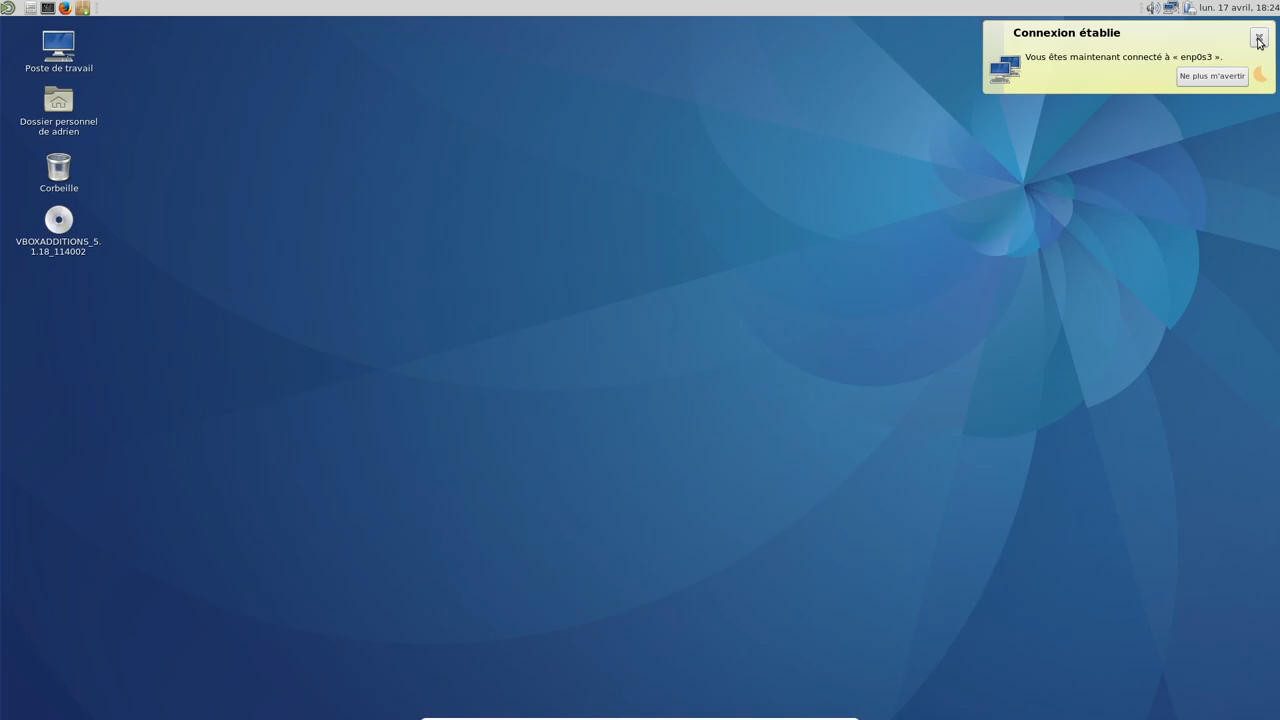 lun. 17 avril, 18:24
Connexion établie
Vous êtes maintenant connecté à « enp0s3 ».
Ne plus m'avertir
Poste de travail
Dossier personnel
de adrien
Corbeille
VBOXADDITIONS_5.
1.18_114002